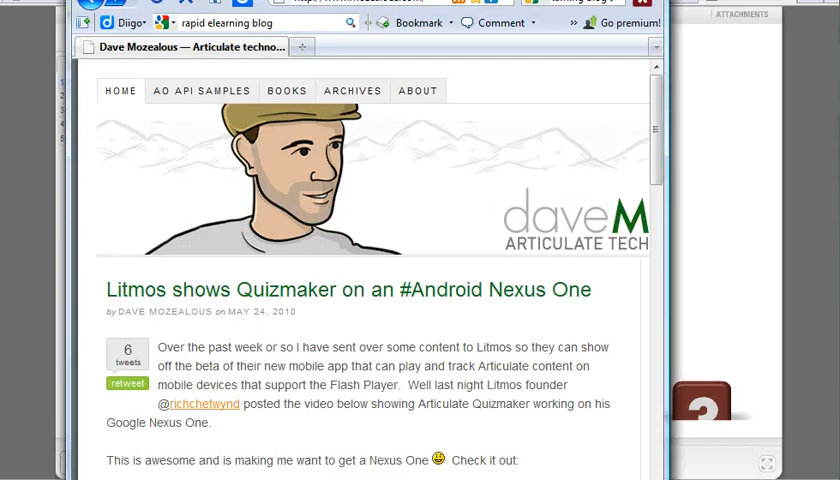 ATTACHMENTS
Diigo
rapid elearning blog
Bookmark
Comment
»
Go premium!
Dave Mozealous — Articulate techno...
HOME
AO API SAMPLES
BOOKS
ARCHIVES
ABOUT
daveM
ARTICULATE TECH
Litmos shows Quizmaker on an #Android Nexus One
by DAVE MOZEALOUS on MAY 24, 2010
6
tweets
retweet
Over the past week or so I have sent over some content to Litmos so they can show
off the beta of their new mobile app that can play and track Articulate content on
mobile devices that support the Flash Player. Well last night Litmos founder
@richchetwynd posted the video below showing Articulate Quizmaker working on his
Google Nexus One.
This is awesome and is making me want to get a Nexus One Check it out: